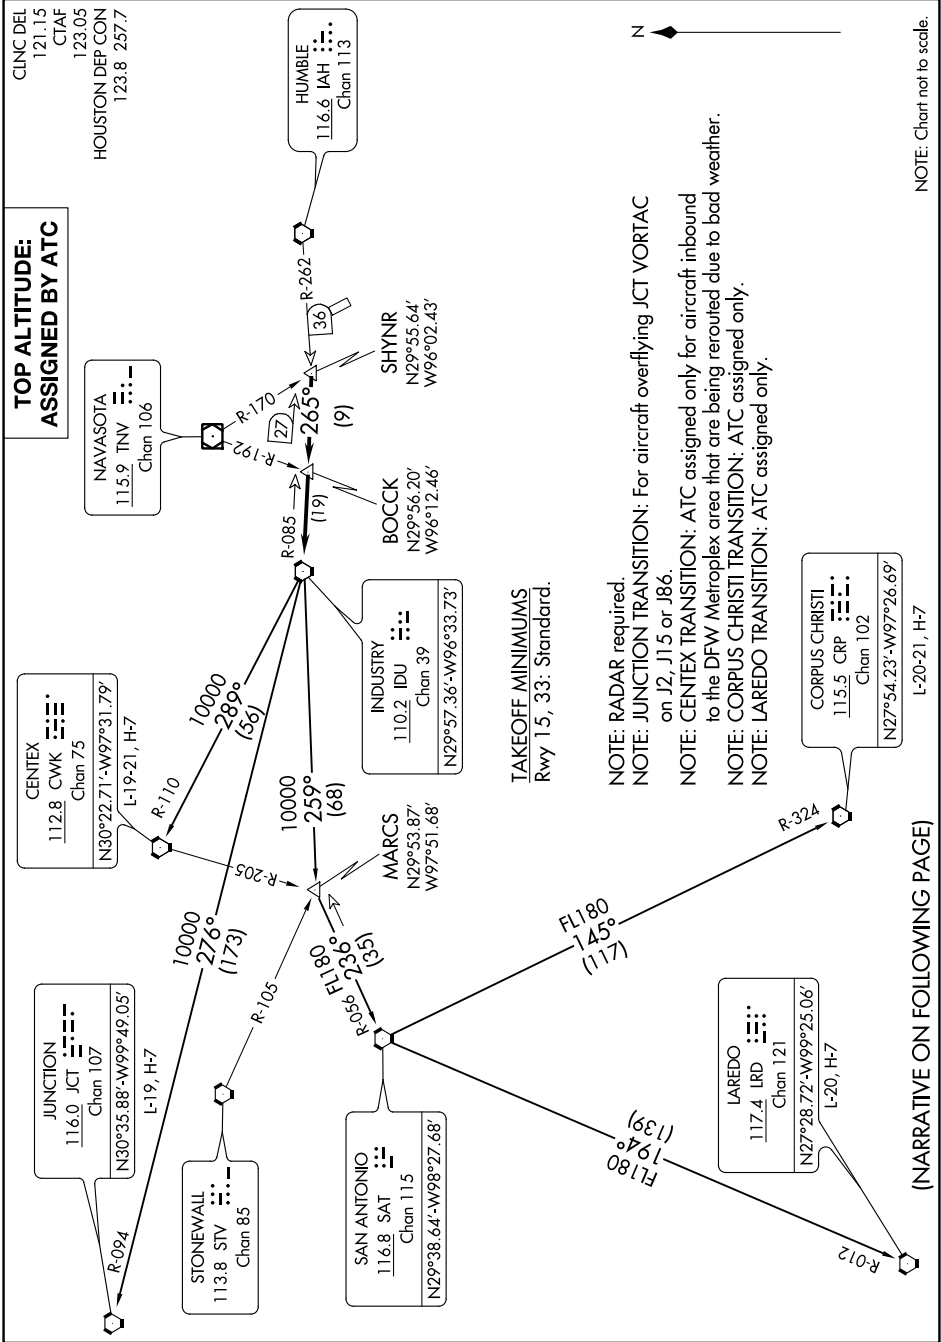 TOP ALTITUDE:
ASSIGNED BY ATC
CLNC DEL
121.15
CTAF
123.05
HOUSTON DEP CON
123.8 257.7
JUNCTION
116.0 JCT
Chan 107
N30°35.88'-W99°49.05'
L-19, H-7
CENTEX
112.8 CWK
Chan 75
N30°22.71'-W97°31.79'
L-19-21, H-7
NAVASOTA
115.9 TNV
Chan 106
HUMBLE
116.6 IAH
Chan 113
R-094
10000
276°
(173)
R-110
10000
289°
(56)
R-205
R-192
R-170
R-262
STONEWALL
113.8 STV
Chan 85
R-105
R-085
(19)
27
265°
(9)
36
10000
259°
(68)
MARCS
N29°53.87'
W97°51.68'
INDUSTRY
110.2 IDU
Chan 39
N29°57.36'-W96°33.73'
BOCCK
N29°56.20'
W96°12.46'
SHYNR
N29°55.64'
W96°02.43'
SAN ANTONIO
116.8 SAT
Chan 115
N29°38.64'-W98°27.68'
R-056
FL180
236°
(35)
TAKEOFF MINIMUMS
Rwy 15, 33: Standard.
NOTE: RADAR required.
NOTE: JUNCTION TRANSITION: For aircraft overflying JCT VORTAC
on J2, J15 or J86.
NOTE: CENTEX TRANSITION: ATC assigned only for aircraft inbound
to the DFW Metroplex area that are being rerouted due to bad weather.
NOTE: CORPUS CHRISTI TRANSITION: ATC assigned only.
NOTE: LAREDO TRANSITION: ATC assigned only.
N
FL180
194°
(139)
R-012
FL180
145°
(117)
R-324
LAREDO
117.4 LRD
Chan 121
N27°28.72'-W99°25.06'
L-20, H-7
CORPUS CHRISTI
115.5 CRP
Chan 102
N27°54.23'-W97°26.69'
L-20-21, H-7
(NARRATIVE ON FOLLOWING PAGE)
NOTE: Chart not to scale.